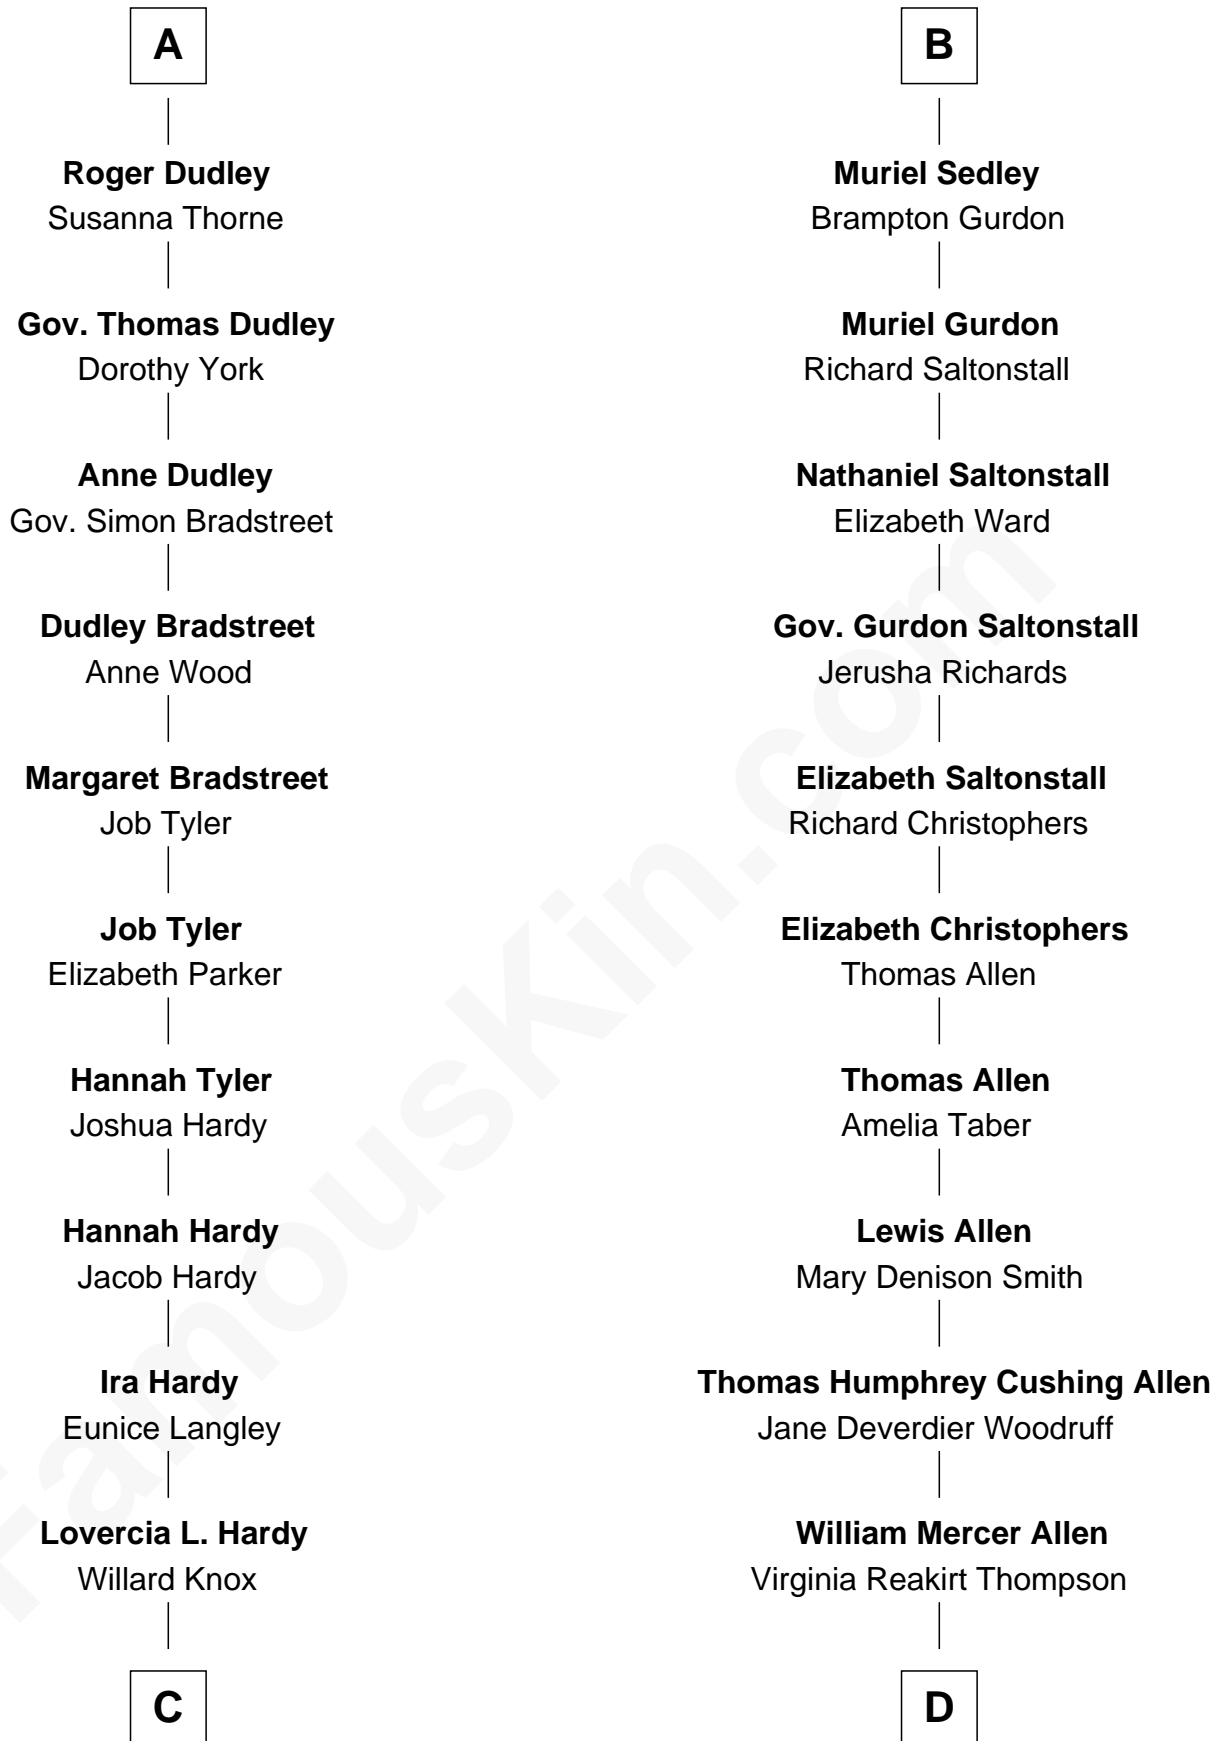 A
Roger Dudley
Susanna Thorne
Gov. Thomas Dudley
Dorothy York
Anne Dudley
Gov. Simon Bradstreet
Dudley Bradstreet
Anne Wood
Margaret Bradstreet
Job Tyler
Job Tyler
Elizabeth Parker
Hannah Tyler
Joshua Hardy
Hannah Hardy
Jacob Hardy
Ira Hardy
Eunice Langley
Lovercia L. Hardy
Willard Knox
C
B
Muriel Sedley
Brampton Gurdon
Muriel Gurdon
Richard Saltonstall
Nathaniel Saltonstall
Elizabeth Ward
Gov. Gurdon Saltonstall
Jerusha Richards
Elizabeth Saltonstall
Richard Christophers
Elizabeth Christophers
Thomas Allen
Thomas Allen
Amelia Taber
Lewis Allen
Mary Denison Smith
Thomas Humphrey Cushing Allen
Jane Deverdier Woodruff
William Mercer Allen
Virginia Reakirt Thompson
D
FamousKin.com